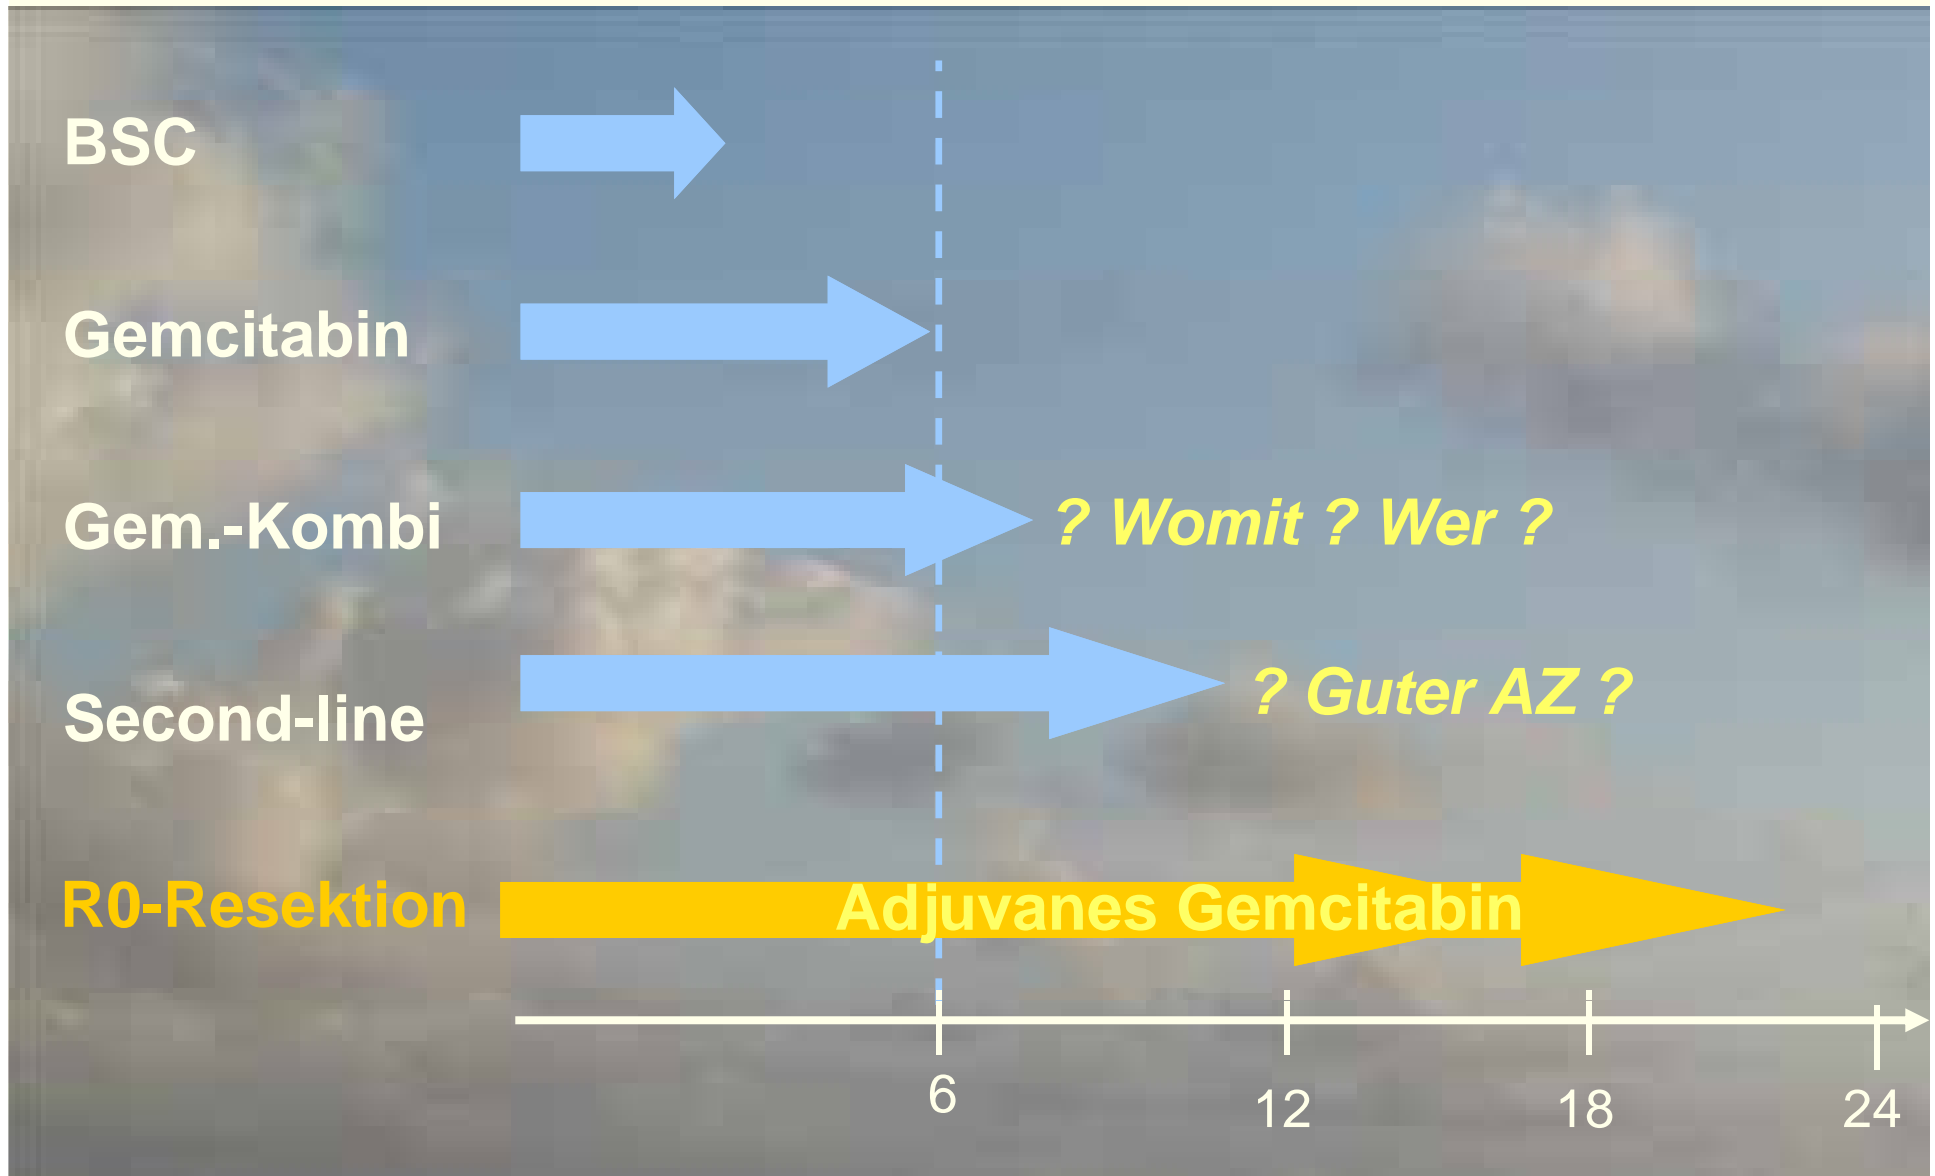 BSC
Gemcitabin
Gem.-Kombi
? Womit ? Wer ?
Second-line
? Guter AZ ?
R0-Resektion
Adjuvanes Gemcitabin
6
12
18
24